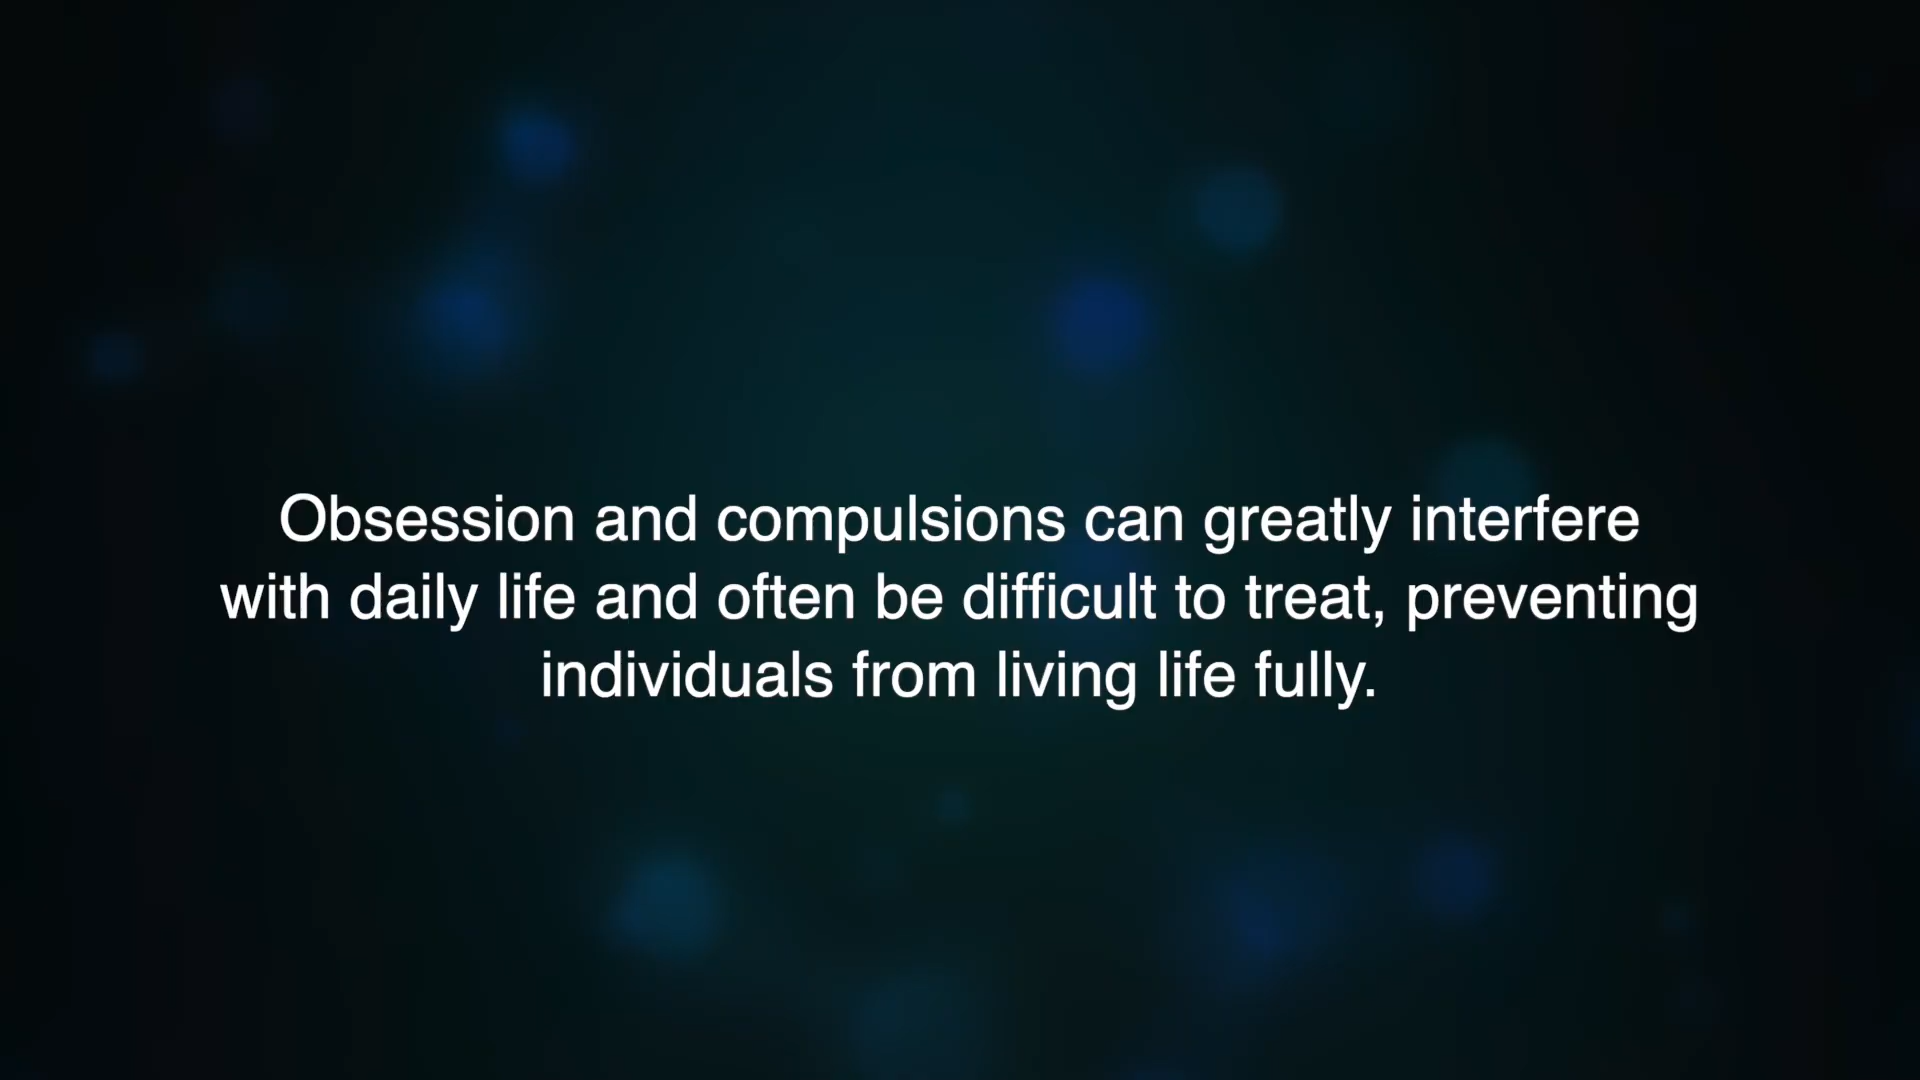 Obsession and compulsions can greatly interfere
with daily life and often be difficult to treat, preventing
individuals from living life fully.